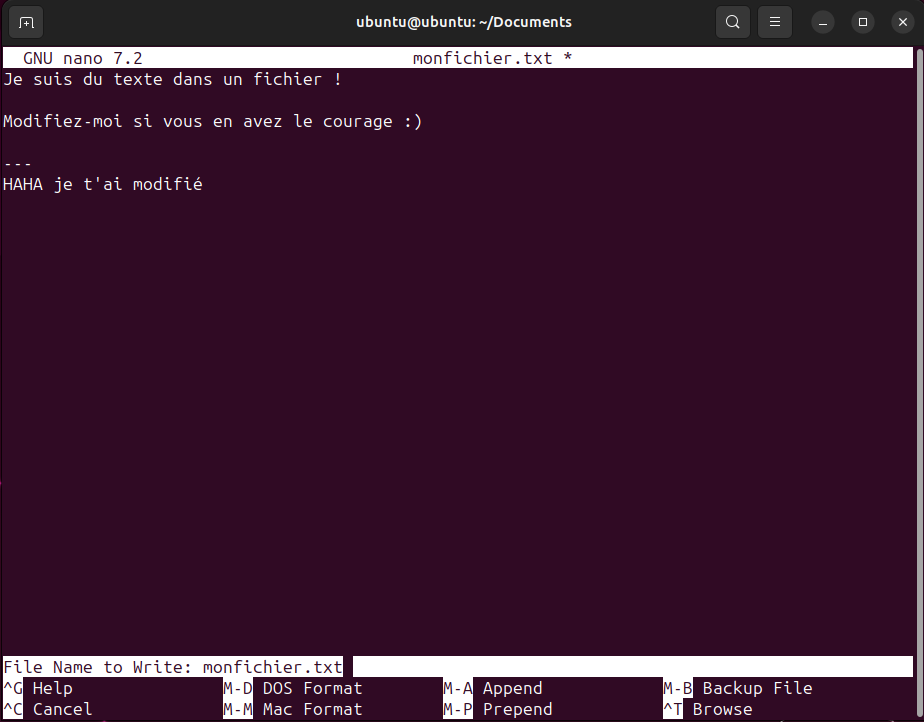 ubuntu@ubuntu: ~/Documents
GNU nano 7.2 monfichier.txt *
Je suis du texte dans un fichier !
Modifiez-moi si vous en avez le courage :)
---
HAHA je t'ai modifié
File Name to Write: monfichier.txt
^G Help M-D DOS Format M-A Append M-B Backup File
^C Cancel M-M Mac Format M-P Prepend ^T Browse